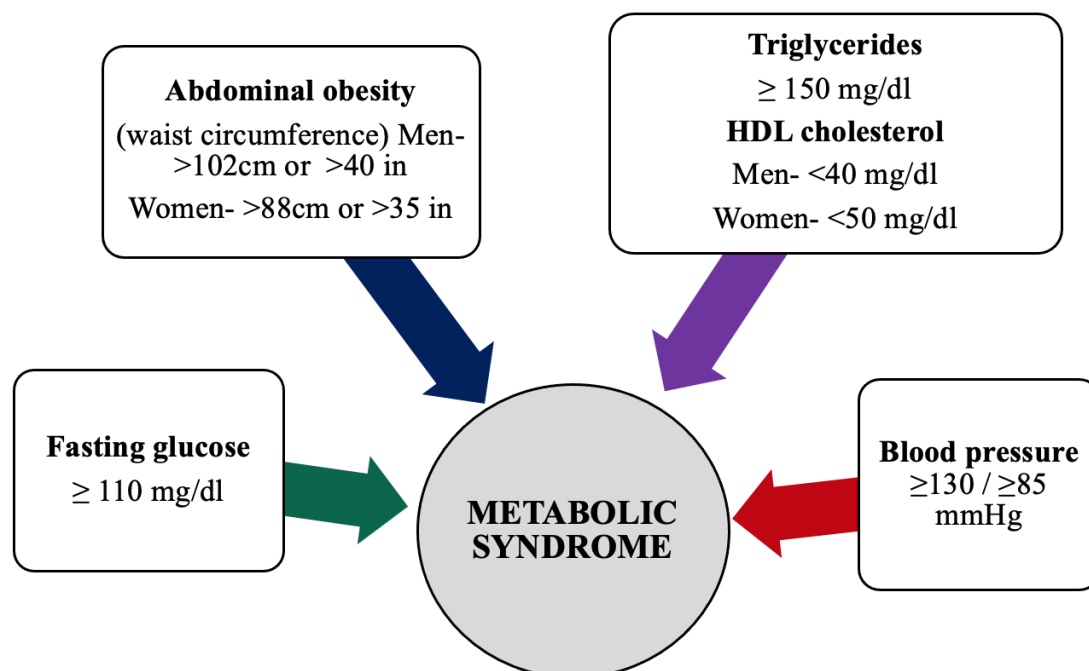 Abdominal obesity
(waist circumference) Men-
>102cm or  >40 in
Women- >88cm or >35 in
Triglycerides
≥ 150 mg/dl
HDL cholesterol
Men- <40 mg/dl
Women- <50 mg/dl
Fasting glucose
≥ 110 mg/dl
Blood pressure
≥130 / ≥85
mmHg
METABOLIC
SYNDROME